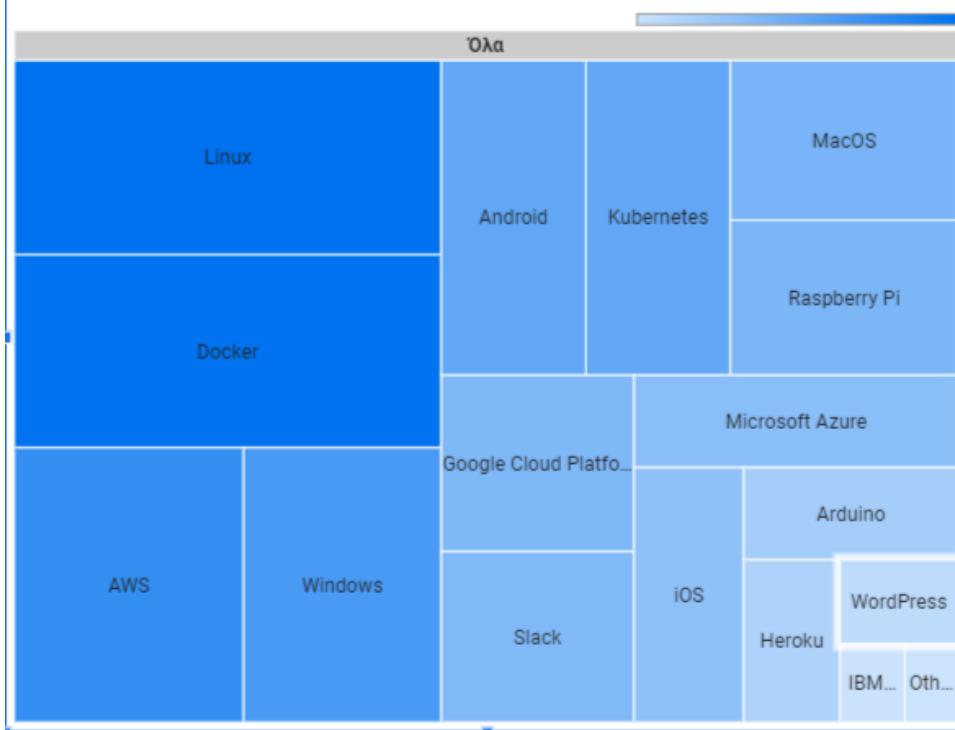 Όλα
Linux
Docker
AWS
Windows
Android
Kubernetes
MacOS
Raspberry Pi
Google Cloud Platfo...
Slack
Microsoft Azure
iOS
Arduino
Heroku
WordPress
IBM...
Oth...